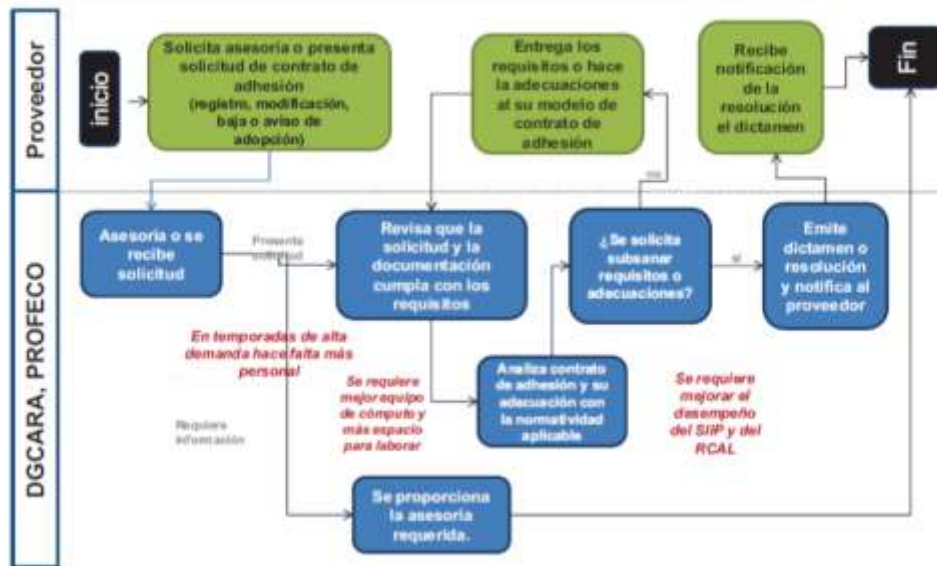 Proveedor
inicio
Solicita asesoría o presenta
solicitud de contrato de
adhesión
(registro, modificación,
baja o aviso de
adopción)
Entrega los
requisitos o hace
la adecuaciones
al su modelo de
contrato de
adhesión
Recibe
notificación
de la
resolución
el dictamen
Fin
no
DGCARA, PROFECO
Asesoría o se
recibe
solicitud
Presenta
solicitud
Revisa que la
solicitud y la
documentación
cumpla con los
requisitos
¿Se solicita
subsanar
requisitos o
adecuaciones?
si
Emite
dictamen o
resolución
y notifica al
proveedor
En temporadas de alta
demanda hace falta más
personal
Se requiere
mejor equipo
de cómputo y
más espacio
para laborar
Analiza contrato
de adhesión y su
adecuación con
la normatividad
aplicable
Se requiere
mejorar el
desempeño
del SIIP y del
RCAL
Requiere
información
Se proporciona
la asesoría
requerida.